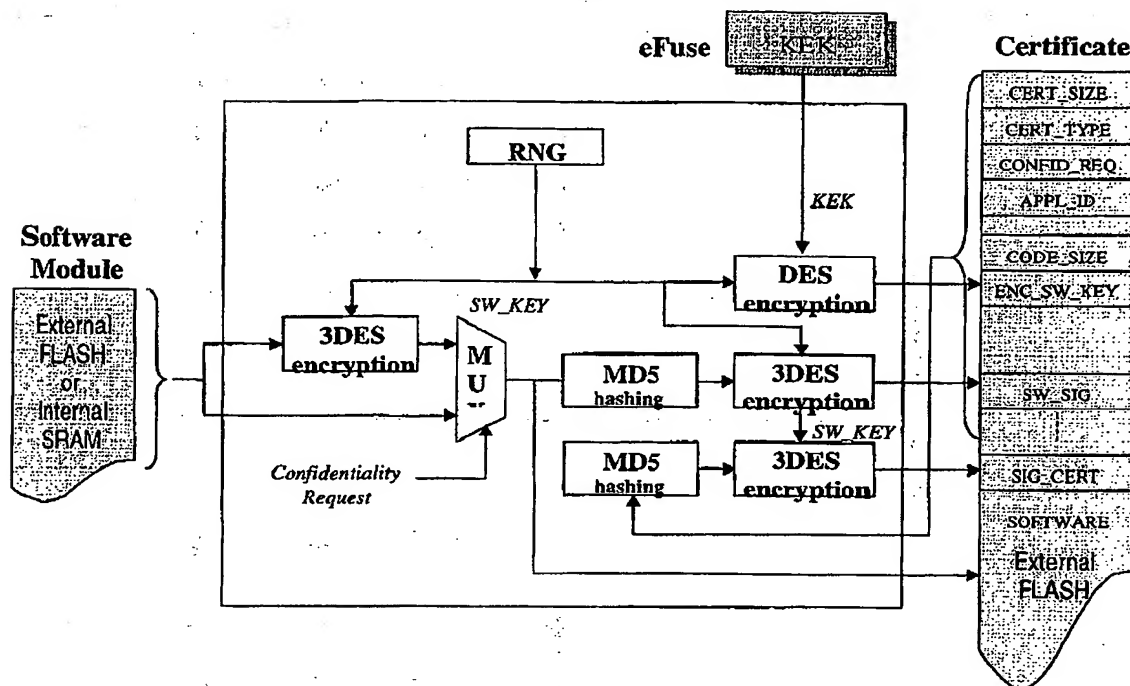 eFuse
KEK
Certificate
CERT_SIZE
CERT_TYPE
CONFID_REQ
APPL_ID
CODE_SIZE
ENC_SW_KEY
SW_SIG
SIG_CERT
SOFTWARE
External
FLASH
RNG
KEK
Software
Module
External
FLASH
or
Internal
SRAM
SW_KEY
DES
encryption
3DES
encryption
M
U
MD5
hashing
3DES
encryption
SW_KEY
Confidentiality
Request
MD5
hashing
3DES
encryption